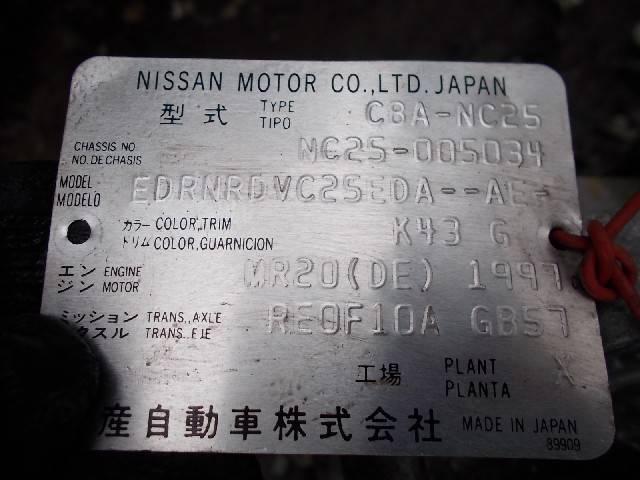 NISSAN MOTOR CO.,LTD. JAPAN
型式 TYPE TIPO CBA-NC25
CHASSIS NO NO. DE CHASIS NC25-005034
MODEL MODELO EDRNRDVC25EDA--AE-
カラー COLOR,TRIM トリム COLOR,GUARNICION K43 G
エンジン ENGINE MOTOR MR20(DE) 1997
ミッション TRANS., AXLE クスル TRANS., EJE RE0F10A GB57
工場 PLANT PLANTA X
産自動車株式会社 MADE IN JAPAN
89909